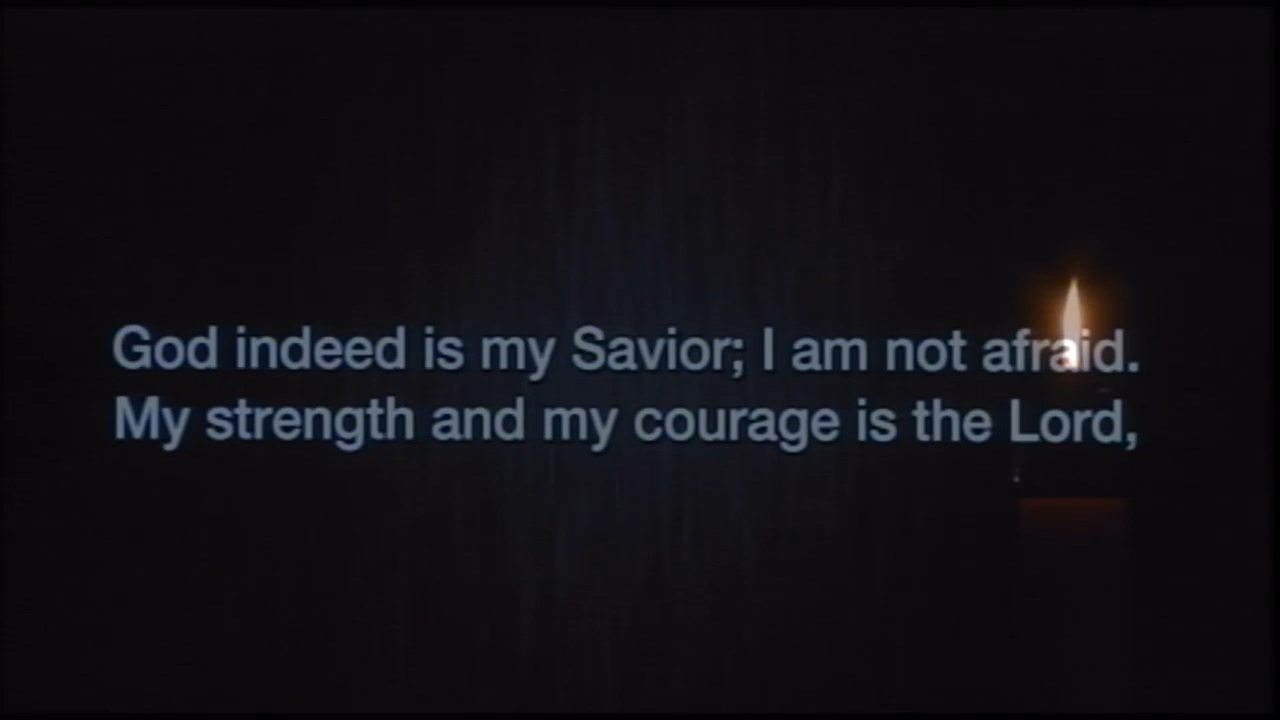 God indeed is my Savior; I am not afraid.
My strength and my courage is the Lord,